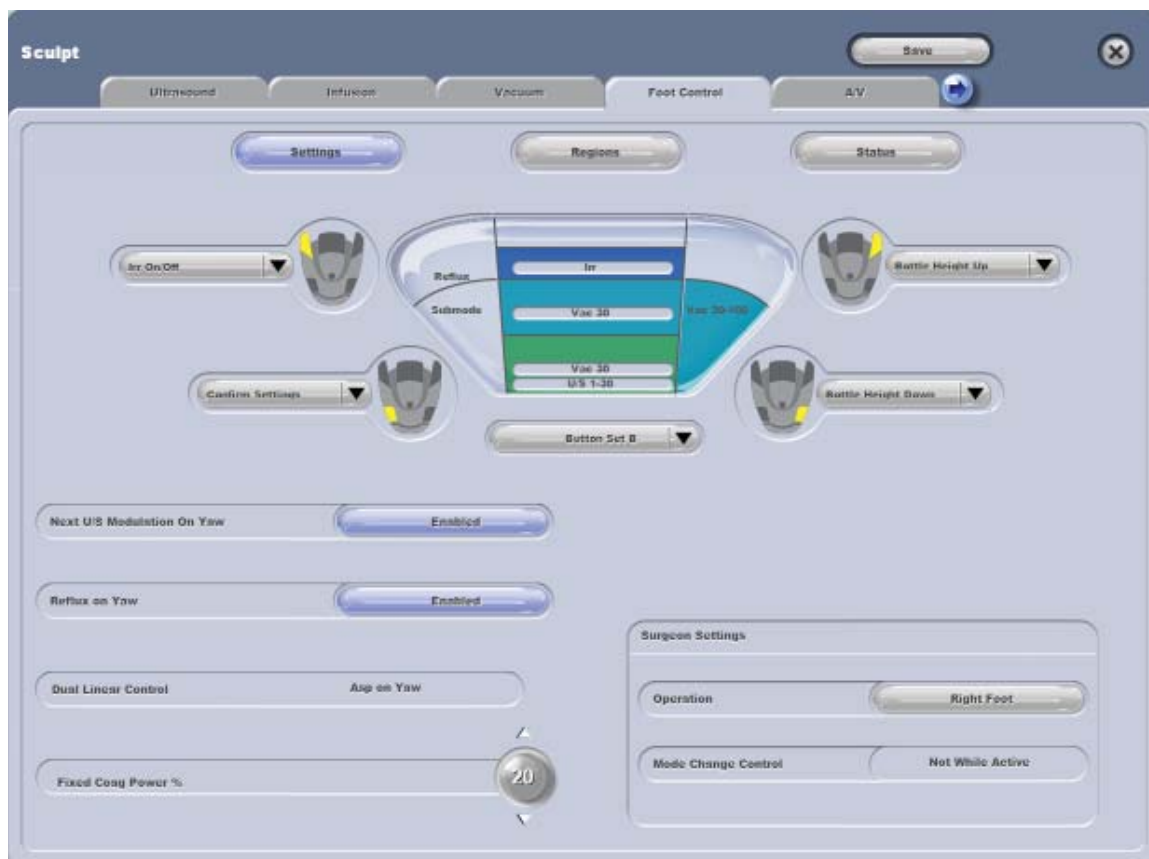 Sculpt
Save
Ultrasound
Infusion
Vacuum
Foot Control
A/V
Settings
Regions
Status
Irr On/Off
Bottle Height Up
Reflux
Irr
Submode
Vac 30
Confirm Settings
Vac 30
U/S 1-30
Bottle Height Down
Button Set B
Next U/S Modulation On Yaw
Enabled
Reflux on Yaw
Enabled
Surgeon Settings
Dual Linear Control
Asp on Yaw
Operation
Right Foot
Fixed Coag Power %
20
Mode Change Control
Not While Active